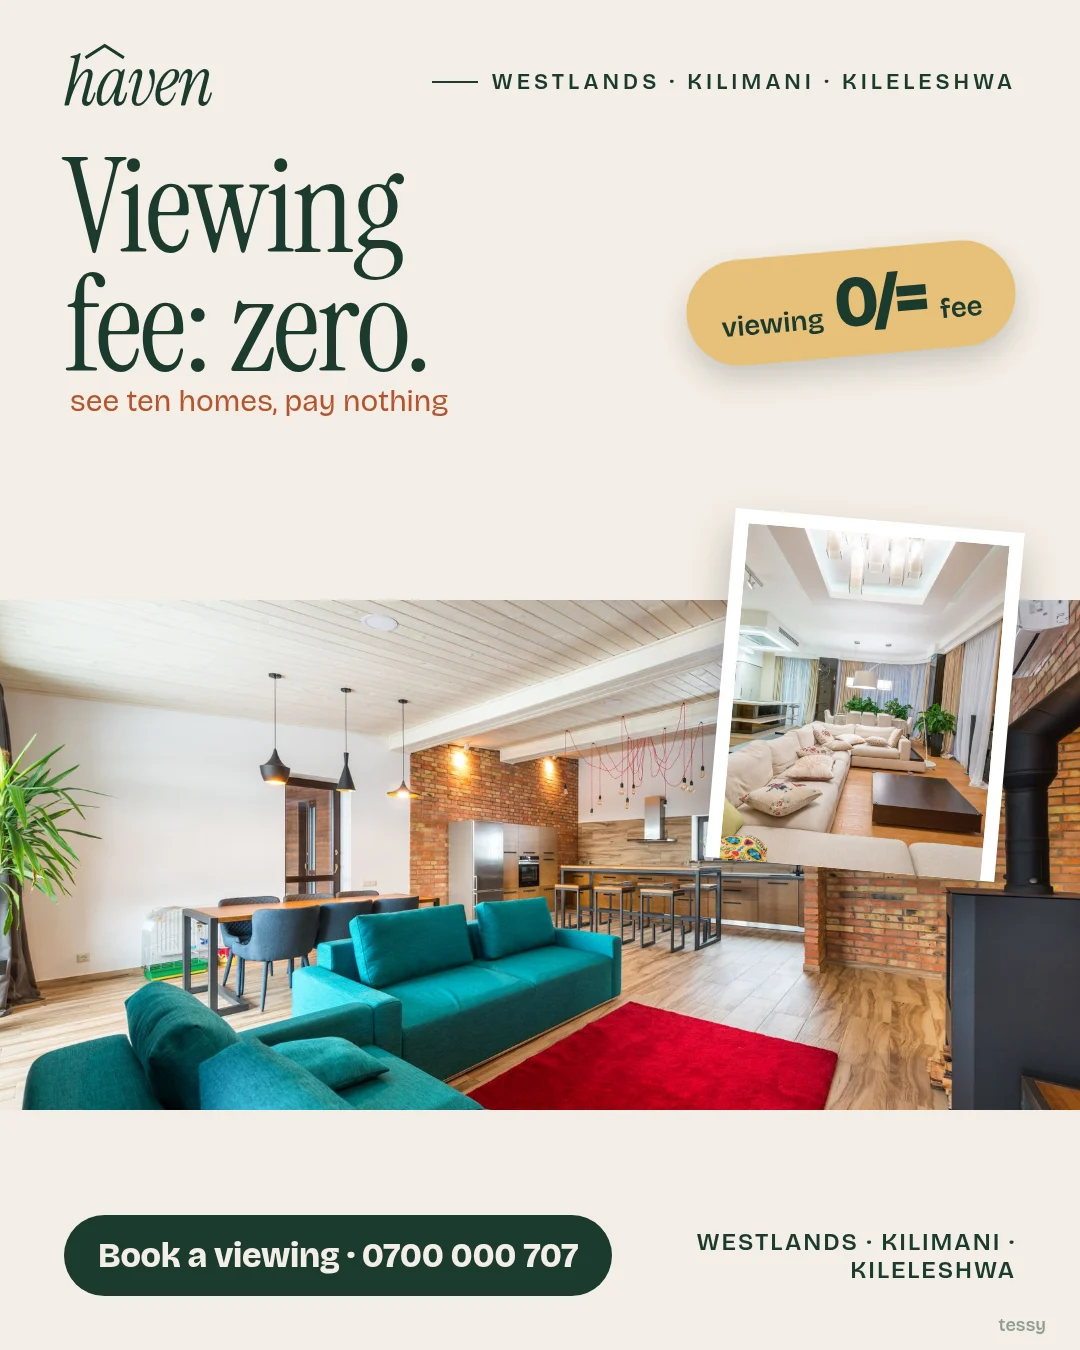 hâven
WESTLANDS · KILIMANI · KILELESHWA
Viewing
fee: zero.
see ten homes, pay nothing
viewing 0/= fee
Book a viewing · 0700 000 707
WESTLANDS · KILIMANI ·
KILELESHWA
tessy